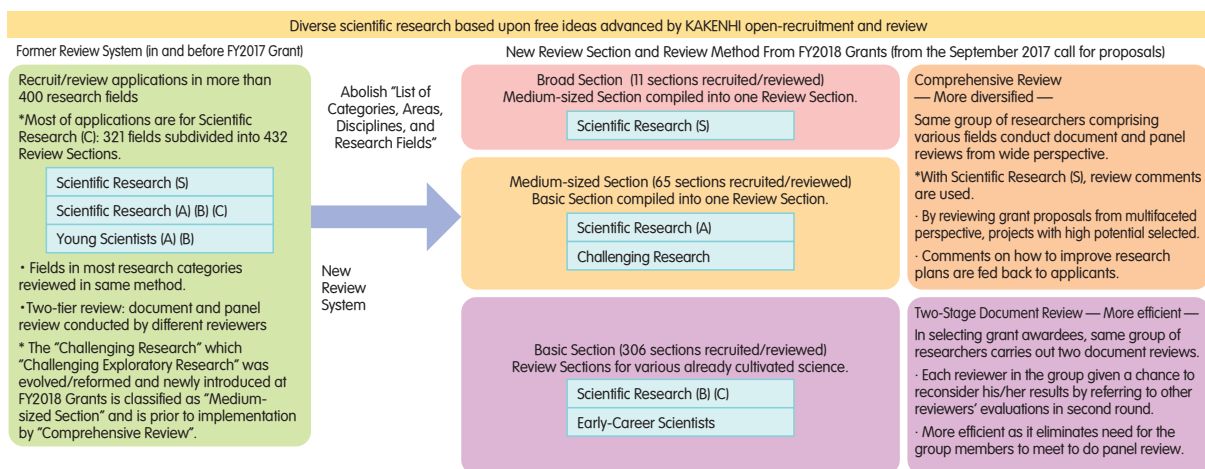 Diverse scientific research based upon free ideas advanced by KAKENHI open-recruitment and review
Former Review System (in and before FY2017 Grant)
New Review Section and Review Method From FY2018 Grants (from the September 2017 call for proposals)
Recruit/review applications in more than
400 research fields
*Most of applications are for Scientific
Research (C): 321 fields subdivided into 432
Review Sections.
Scientific Research (S)
Scientific Research (A) (B) (C)
Young Scientists (A) (B)
・Fields in most research categories
reviewed in same method.
・Two-tier review: document and panel
review conducted by different reviewers
* The "Challenging Research" which
"Challenging Exploratory Research" was
evolved/reformed and newly introduced at
FY2018 Grants is classified as "Medium-
sized Section" and is prior to implementation
by "Comprehensive Review".
Abolish "List of
Categories, Areas,
Disciplines, and
Research Fields"
New
Review
System
Broad Section (11 sections recruited/reviewed)
Medium-sized Section compiled into one Review Section.
Scientific Research (S)
Medium-sized Section (65 sections recruited/reviewed)
Basic Section compiled into one Review Section.
Scientific Research (A)
Challenging Research
Basic Section (306 sections recruited/reviewed)
Review Sections for various already cultivated science.
Scientific Research (B) (C)
Early-Career Scientists
Comprehensive Review
— More diversified —
Same group of researchers comprising
various fields conduct document and panel
reviews from wide perspective.
*With Scientific Research (S), review comments
are used.
· By reviewing grant proposals from multifaceted
perspective, projects with high potential selected.
· Comments on how to improve research
plans are fed back to applicants.
Two-Stage Document Review — More efficient —
In selecting grant awardees, same group of
researchers carries out two document reviews.
· Each reviewer in the group given a chance to
reconsider his/her results by referring to other
reviewers' evaluations in second round.
· More efficient as it eliminates need for the
group members to meet to do panel review.